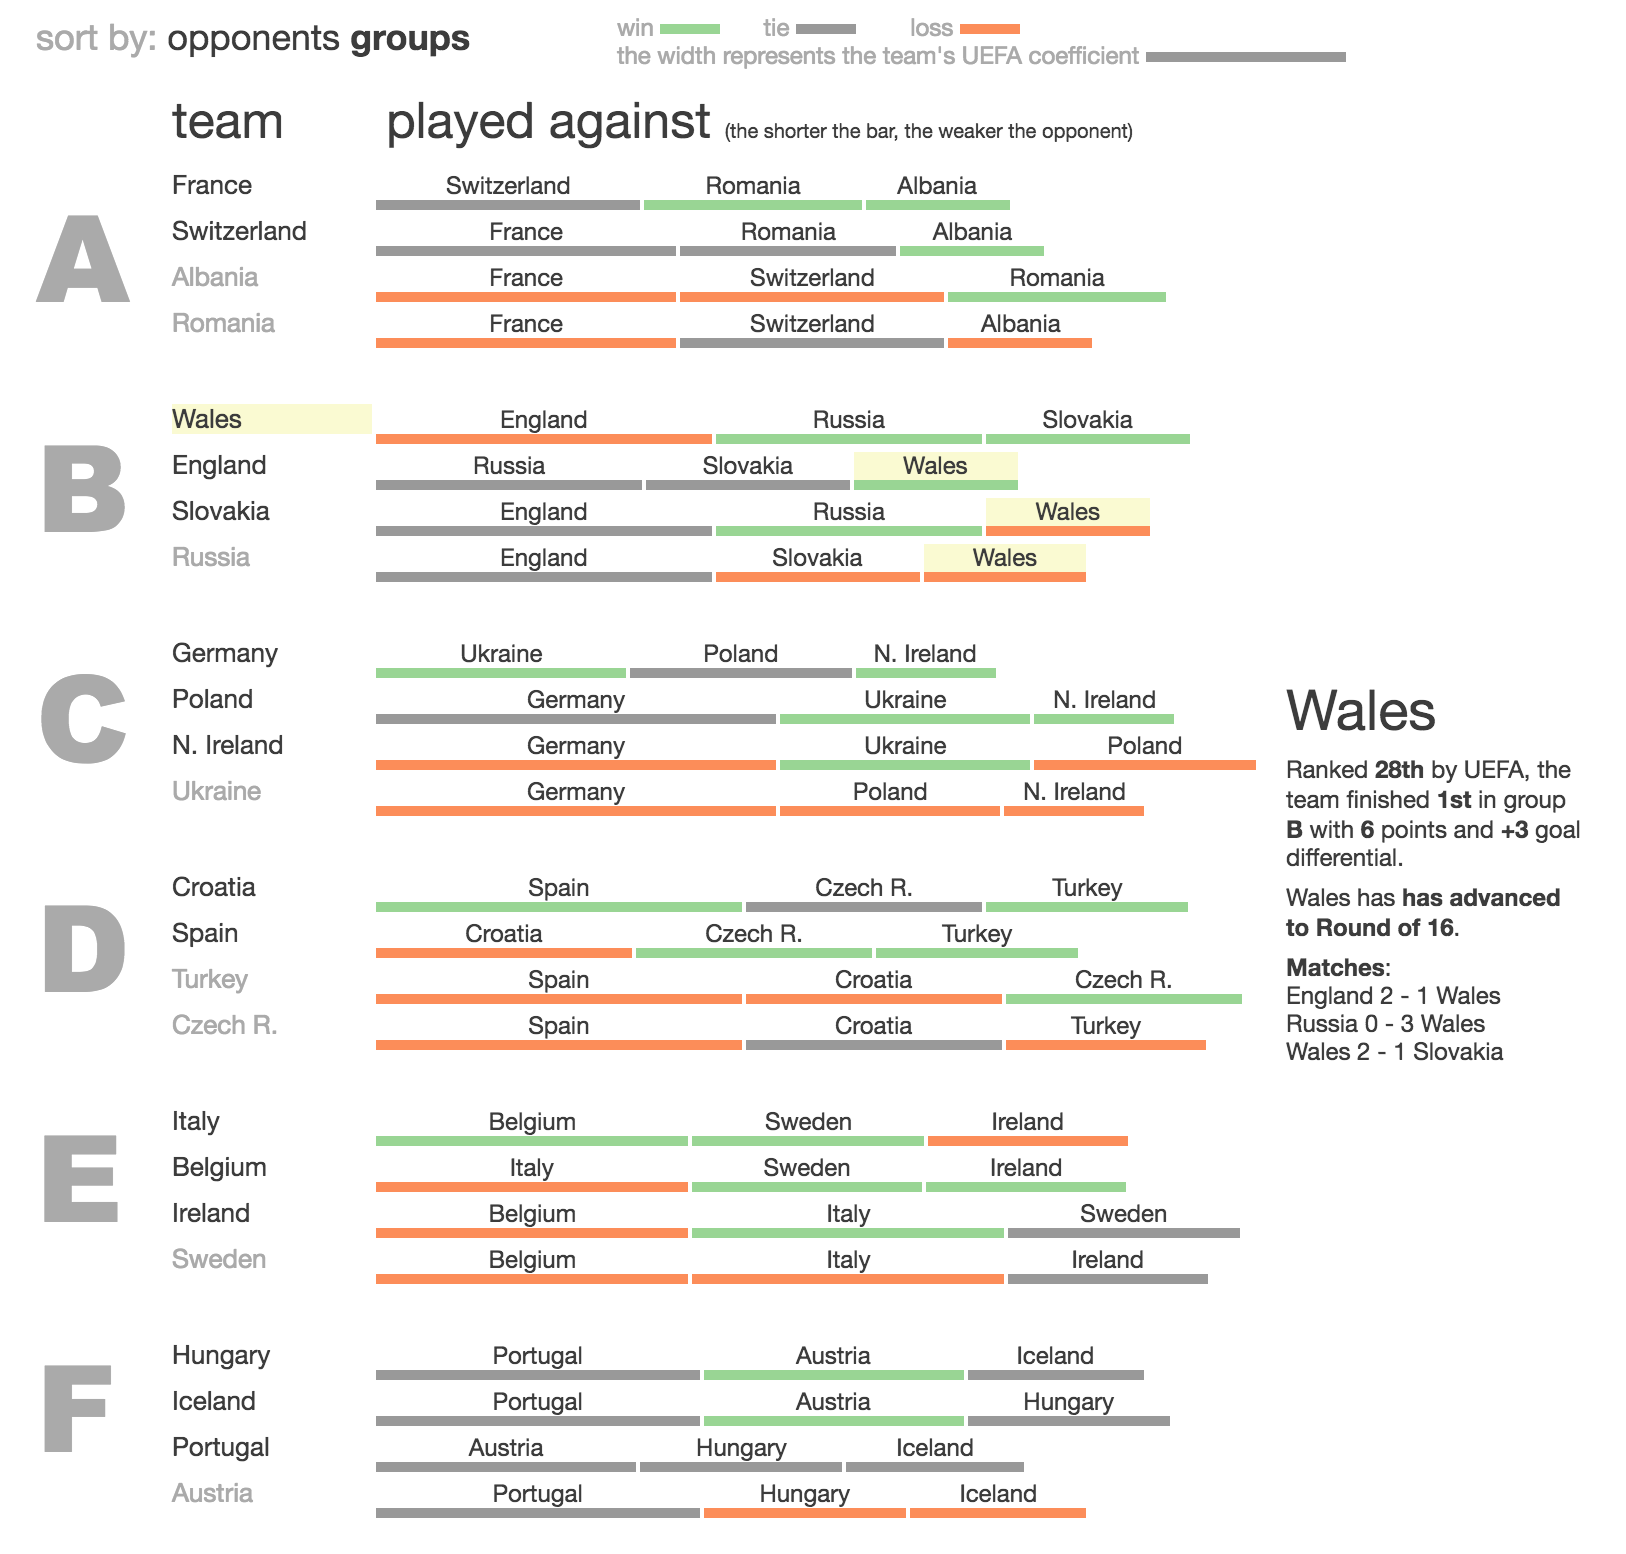 sort by: opponents groups
win tie loss
the width represents the team's UEFA coefficient
team played against (the shorter the bar, the weaker the opponent)
A
France Switzerland Romania Albania
Switzerland France Romania Albania
Albania France Switzerland Romania
Romania France Switzerland Albania
B
Wales England Russia Slovakia
England Russia Slovakia Wales
Slovakia England Russia Wales
Russia England Slovakia Wales
C
Germany Ukraine Poland N. Ireland
Poland Germany Ukraine N. Ireland
N. Ireland Germany Ukraine Poland
Ukraine Germany Poland N. Ireland
D
Croatia Spain Czech R. Turkey
Spain Croatia Czech R. Turkey
Turkey Spain Croatia Czech R.
Czech R. Spain Croatia Turkey
E
Italy Belgium Sweden Ireland
Belgium Italy Sweden Ireland
Ireland Belgium Italy Sweden
Sweden Belgium Italy Ireland
F
Hungary Portugal Austria Iceland
Iceland Portugal Austria Hungary
Portugal Austria Hungary Iceland
Austria Portugal Hungary Iceland
Wales
Ranked 28th by UEFA, the
team finished 1st in group
B with 6 points and +3 goal
differential.
Wales has has advanced
to Round of 16.
Matches:
England 2 - 1 Wales
Russia 0 - 3 Wales
Wales 2 - 1 Slovakia